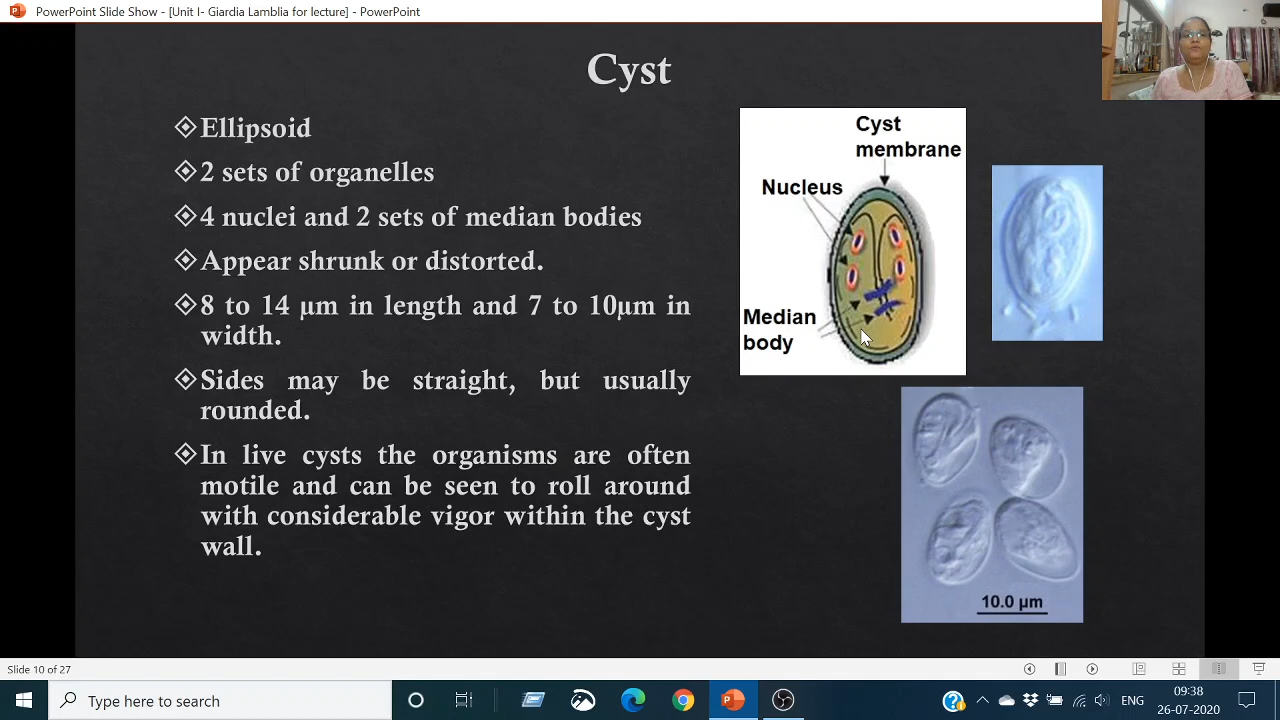 PowerPoint Slide Show - [Unit I- Giardia Lamblia for lecture] - PowerPoint
Cyst
Ellipsoid
2 sets of organelles
4 nuclei and 2 sets of median bodies
Appear shrunk or distorted.
8 to 14 μm in length and 7 to 10μm in
width.
Sides may be straight, but usually
rounded.
In live cysts the organisms are often
motile and can be seen to roll around
with considerable vigor within the cyst
wall.
Cyst
membrane
Nucleus
Median
body
10.0 μm
Slide 10 of 27
Type here to search
ENG
09:38
26-07-2020